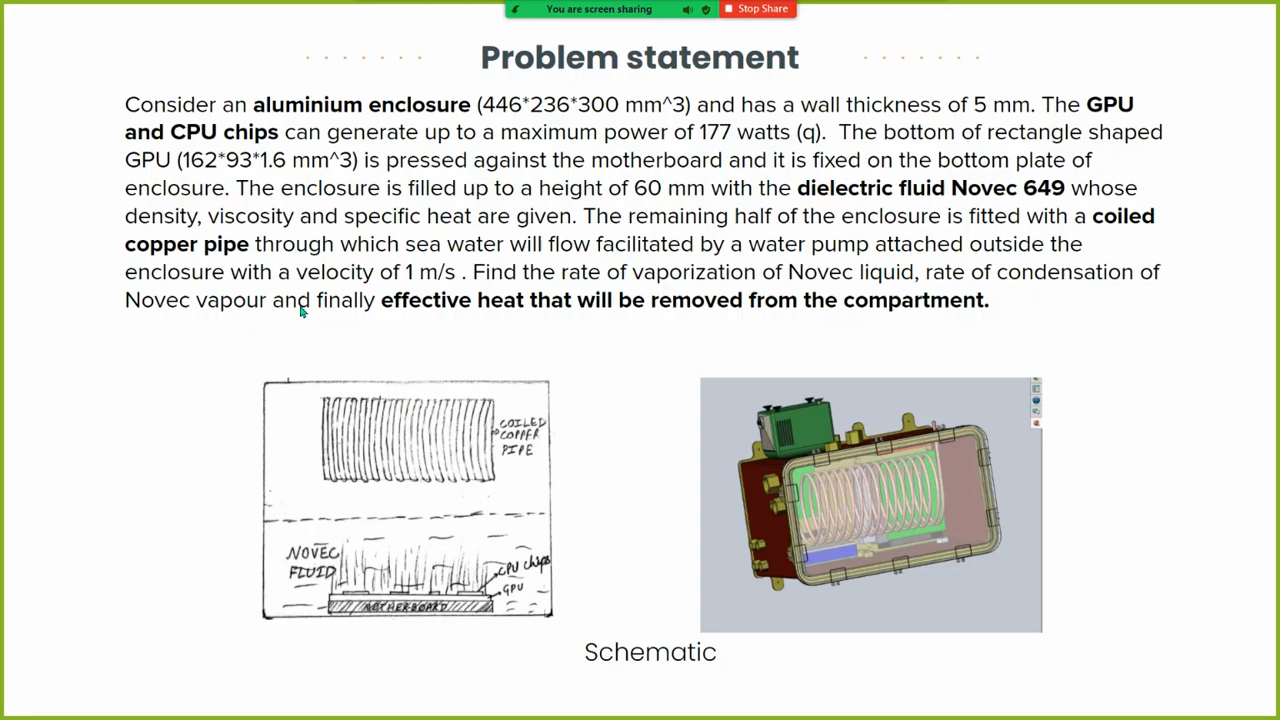 You are screen sharing
Stop Share
Problem statement
Consider an aluminium enclosure (446*236*300 mm^3) and has a wall thickness of 5 mm. The GPU
and CPU chips can generate up to a maximum power of 177 watts (q).  The bottom of rectangle shaped
GPU (162*93*1.6 mm^3) is pressed against the motherboard and it is fixed on the bottom plate of
enclosure. The enclosure is filled up to a height of 60 mm with the dielectric fluid Novec 649 whose
density, viscosity and specific heat are given. The remaining half of the enclosure is fitted with a coiled
copper pipe through which sea water will flow facilitated by a water pump attached outside the
enclosure with a velocity of 1 m/s . Find the rate of vaporization of Novec liquid, rate of condensation of
Novec vapour and finally effective heat that will be removed from the compartment.
COILED
COPPER
PIPE
NOVEC
FLUID
CPU chips
GPU
MOTHERBOARD
Schematic